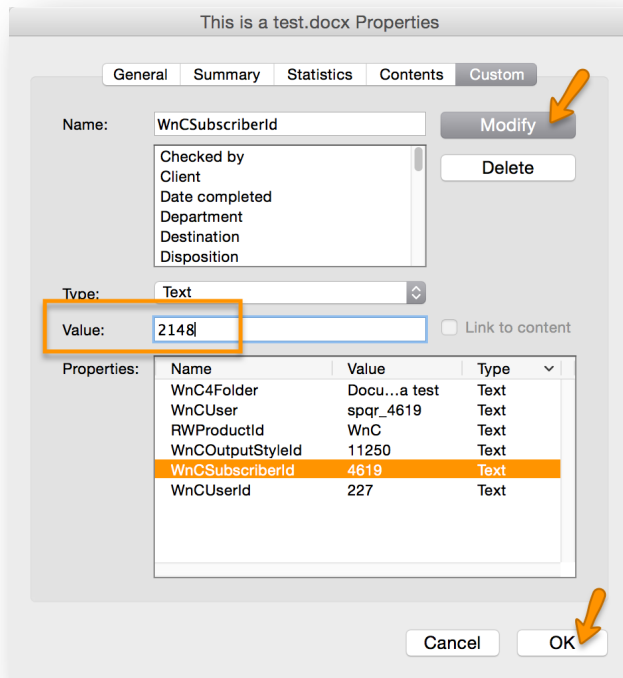 This is a test.docx Properties
General Summary Statistics Contents Custom
Name: WnCSubscriberId Modify
Checked by
Client
Date completed
Department
Destination
Disposition
Delete
Type: Text
Value: 2148 Link to content
Properties: Name Value Type
WnC4Folder Docu…a test Text
WnCUser spqr_4619 Text
RWProductId WnC Text
WnCOutputStyleId 11250 Text
WnCSubscriberId 4619 Text
WnCUserId 227 Text
Cancel OK